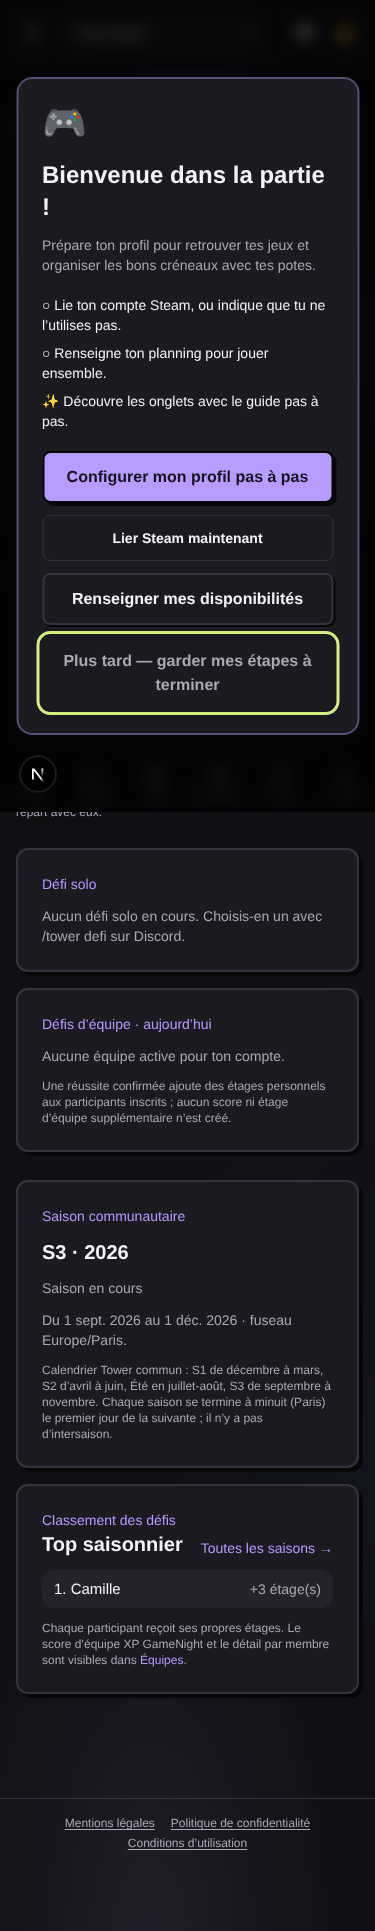 Bienvenue dans la partie
!
Prépare ton profil pour retrouver tes jeux et
organiser les bons créneaux avec tes potes.
○ Lie ton compte Steam, ou indique que tu ne
l’utilises pas.
○ Renseigne ton planning pour jouer
ensemble.
✨ Découvre les onglets avec le guide pas à
pas.
Configurer mon profil pas à pas
Lier Steam maintenant
Renseigner mes disponibilités
Plus tard — garder mes étapes à
terminer
N
repart avec eux.
Défi solo
Aucun défi solo en cours. Choisis-en un avec
/tower defi sur Discord.
Défis d’équipe · aujourd’hui
Aucune équipe active pour ton compte.
Une réussite confirmée ajoute des étages personnels
aux participants inscrits ; aucun score ni étage
d’équipe supplémentaire n’est créé.
Saison communautaire
S3 · 2026
Saison en cours
Du 1 sept. 2026 au 1 déc. 2026 · fuseau
Europe/Paris.
Calendrier Tower commun : S1 de décembre à mars,
S2 d’avril à juin, Été en juillet-août, S3 de septembre à
novembre. Chaque saison se termine à minuit (Paris)
le premier jour de la suivante ; il n’y a pas
d’intersaison.
Classement des défis
Top saisonnier Toutes les saisons →
1. Camille +3 étage(s)
Chaque participant reçoit ses propres étages. Le
score d’équipe XP GameNight et le détail par membre
sont visibles dans Équipes.
Mentions légales Politique de confidentialité
Conditions d’utilisation